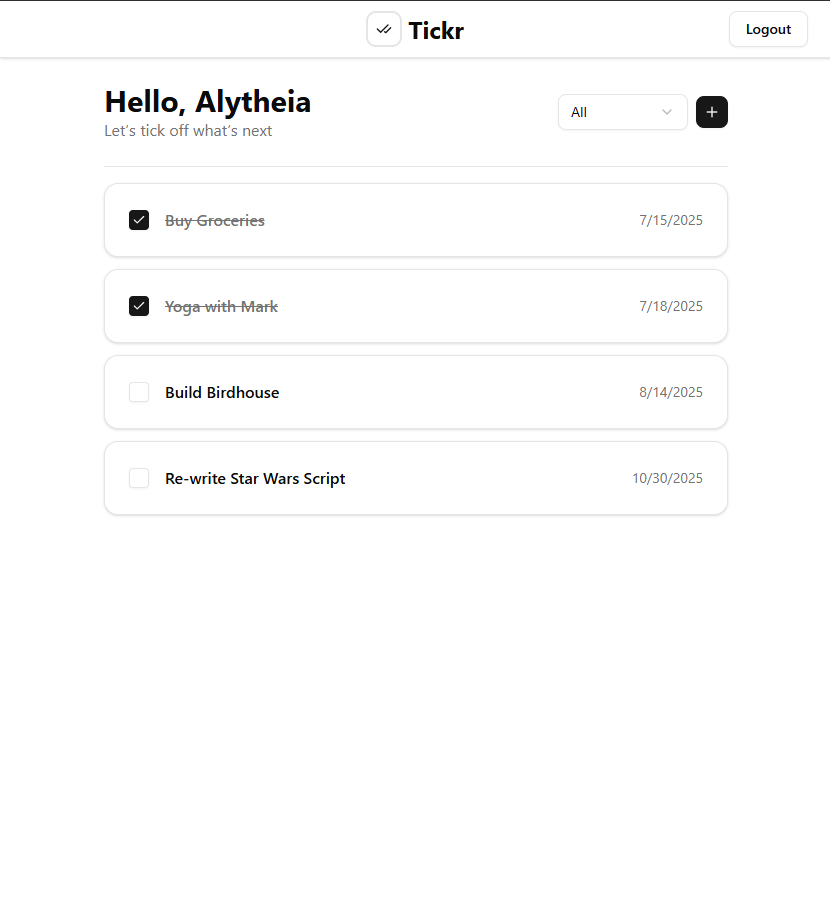 Tickr
Logout
Hello, Alytheia
Let’s tick off what’s next
All
Buy Groceries
7/15/2025
Yoga with Mark
7/18/2025
Build Birdhouse
8/14/2025
Re-write Star Wars Script
10/30/2025